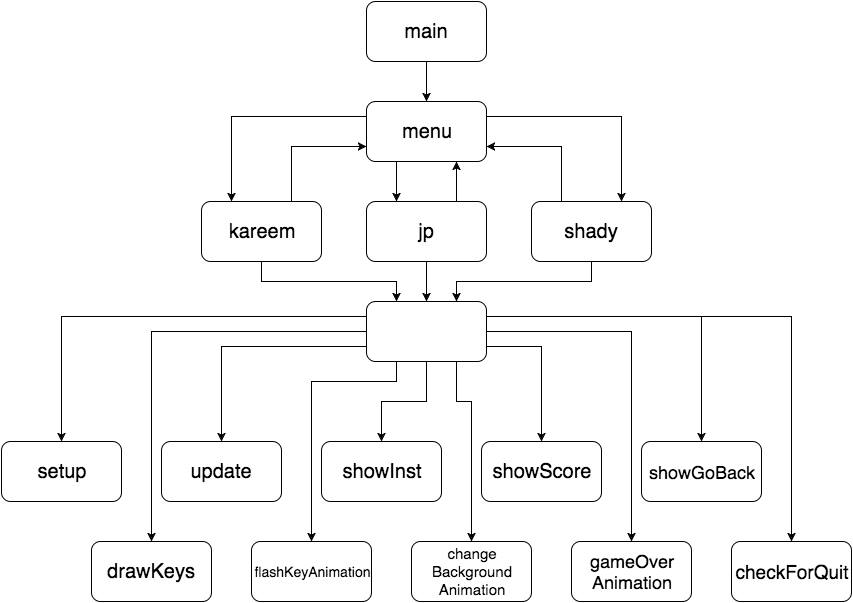 main
menu
kareem
jp
shady
setup
update
showInst
showScore
showGoBack
drawKeys
flashKeyAnimation
change
Background
Animation
gameOver
Animation
checkForQuit